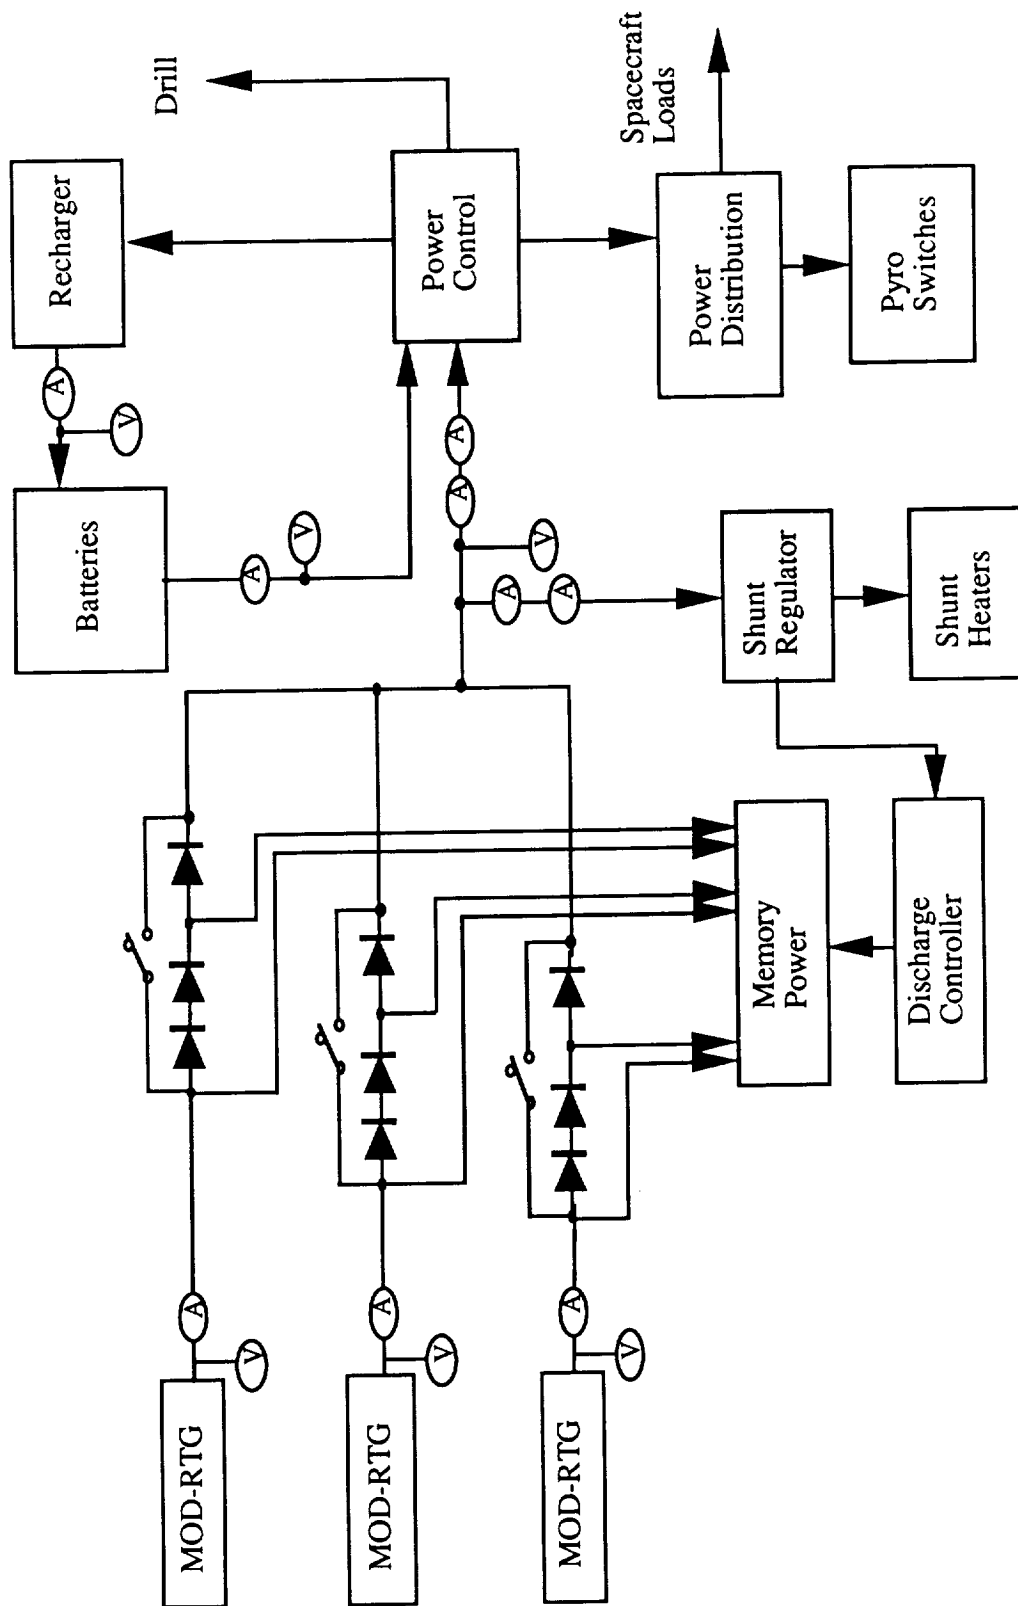 MOD-RTG
A
V
MOD-RTG
A
V
MOD-RTG
A
V
Memory
Power
Discharge
Controller
Batteries
A
V
A
V
Recharger
A
A
V
A
A
Shunt
Regulator
Shunt
Heaters
Power
Control
Drill
Power
Distribution
Spacecraft
Loads
Pyro
Switches